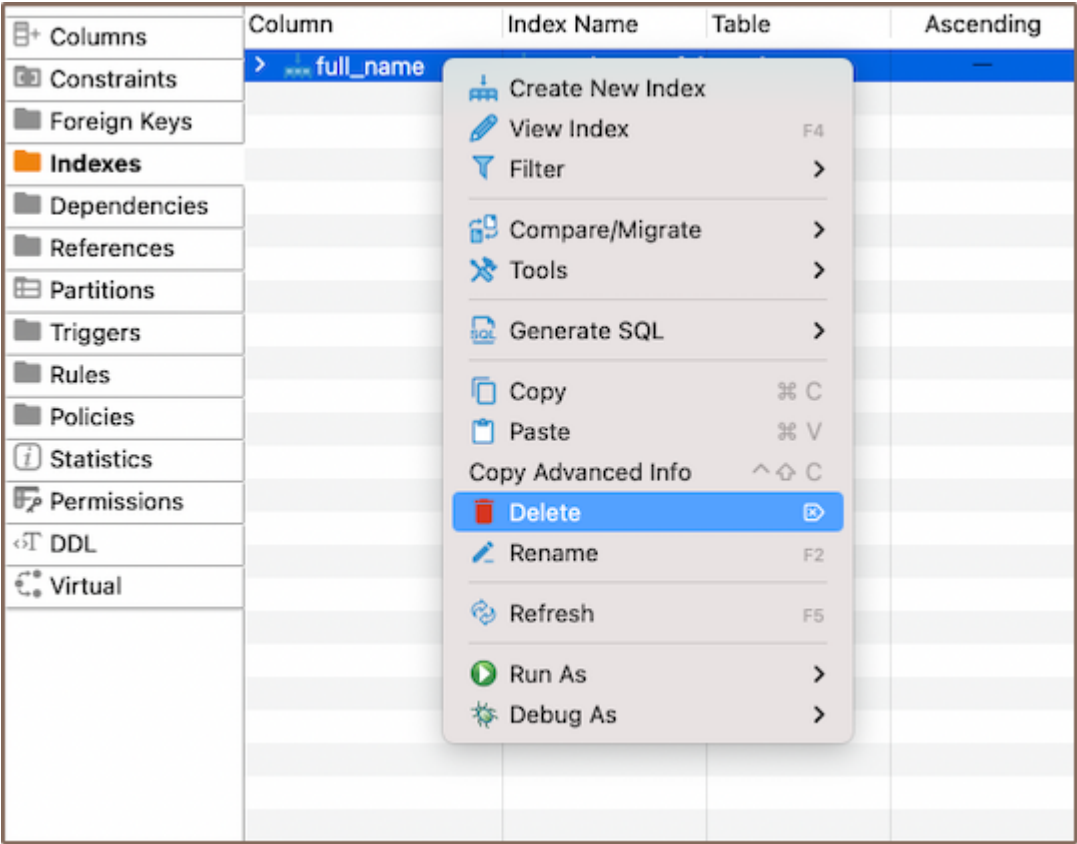 Columns
Constraints
Foreign Keys
Indexes
Dependencies
References
Partitions
Triggers
Rules
Policies
Statistics
Permissions
DDL
Virtual
Column Index Name Table Ascending
full_name
Create New Index
View Index F4
Filter
Compare/Migrate
Tools
Generate SQL
Copy ⌘ C
Paste ⌘ V
Copy Advanced Info ^⇧ C
Delete ⌦
Rename F2
Refresh F5
Run As
Debug As